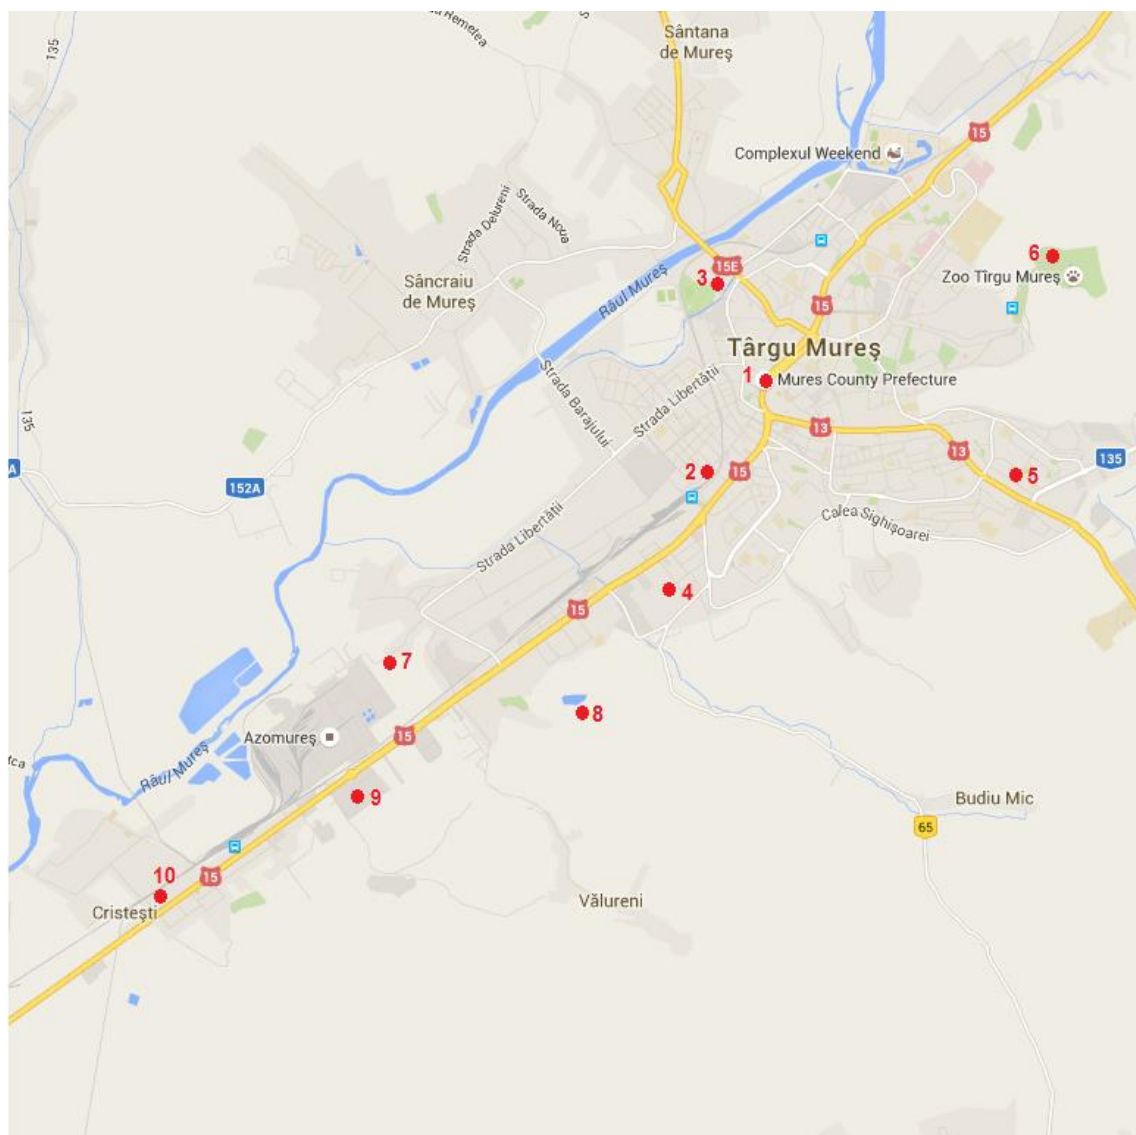 135
Remetea
Sântana
de Mureş
15
Complexul Weekend
Strada Delureni
Strada Noua
Sâncraiu
de Mureş
Râul Mureş
15E
3
6
Zoo Tîrgu Mureş
15
Târgu Mureş
1
Mures County Prefecture
Strada Barajului
Strada Libertăţii
135
13
13
2
15
5
135
A
152A
Calea Sighişoarei
Strada Libertăţii
4
15
7
8
Azomureş
15
Râul Mureş
9
Budiu Mic
65
10
15
Cristeşti
Vălureni